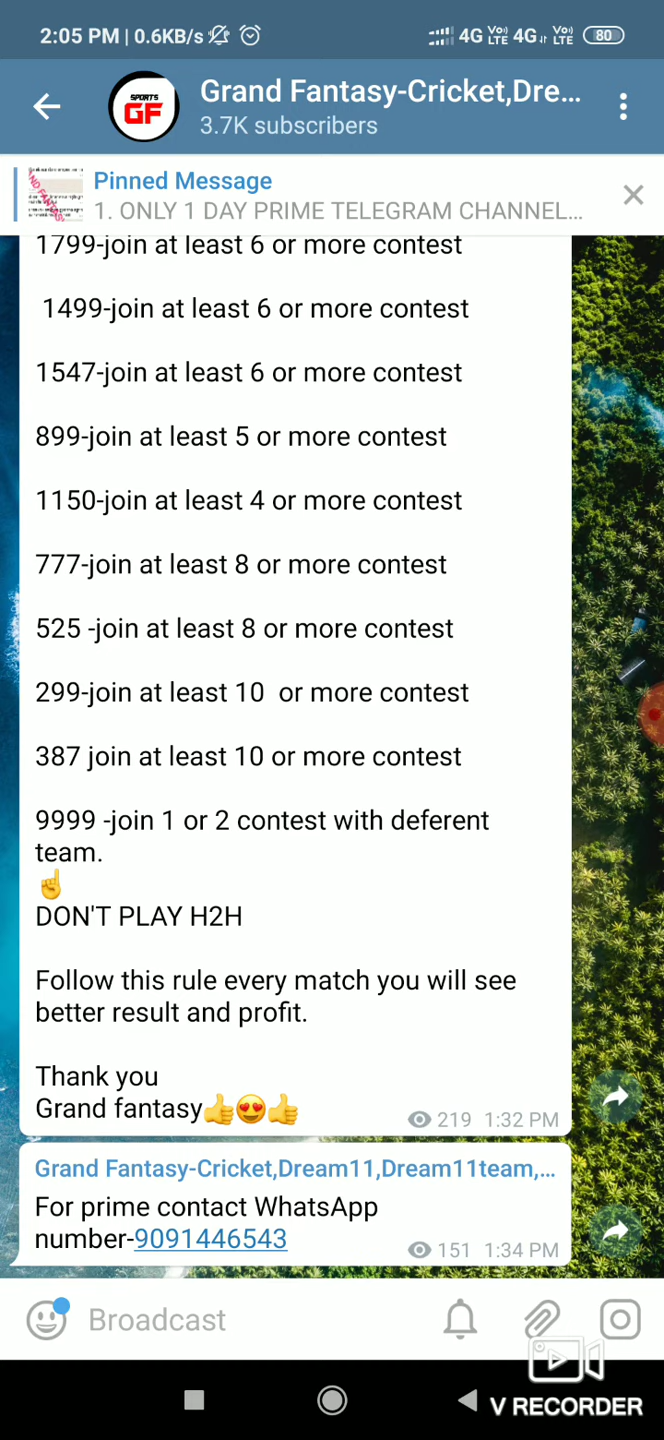 2:05 PM | 0.6KB/s
4G Vo) LTE 4G Vo) LTE 80
SPORTS
GF
Grand Fantasy-Cricket,Dre...
3.7K subscribers
Pinned Message
1. ONLY 1 DAY PRIME TELEGRAM CHANNEL...
1799-join at least 6 or more contest
1499-join at least 6 or more contest
1547-join at least 6 or more contest
899-join at least 5 or more contest
1150-join at least 4 or more contest
777-join at least 8 or more contest
525 -join at least 8 or more contest
299-join at least 10  or more contest
387 join at least 10 or more contest
9999 -join 1 or 2 contest with deferent
team.
☝️
DON'T PLAY H2H
Follow this rule every match you will see
better result and profit.
Thank you
Grand fantasy👍😍👍
219 1:32 PM
Grand Fantasy-Cricket,Dream11,Dream11team,...
For prime contact WhatsApp
number-9091446543
151 1:34 PM
Broadcast
V RECORDER